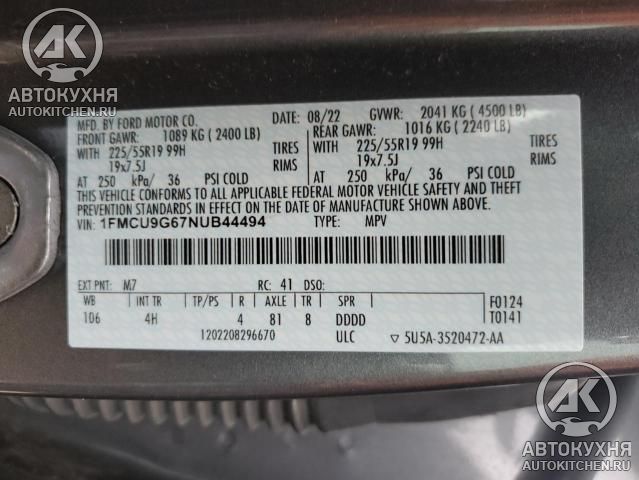 АВТОКУХНЯ
AUTOKITCHEN.RU
MFD. BY FORD MOTOR CO. DATE: 08/22 GVWR: 2041 KG ( 4500 LB)
FRONT GAWR: 1089 KG ( 2400 LB) REAR GAWR: 1016 KG ( 2240 LB)
WITH 225/55R19 99H TIRES WITH 225/55R19 99H TIRES
19x7.5J RIMS 19x7.5J RIMS
AT 250 kPa/ 36 PSI COLD AT 250 kPa/ 36 PSI COLD
THIS VEHICLE CONFORMS TO ALL APPLICABLE FEDERAL MOTOR VEHICLE SAFETY AND THEFT
PREVENTION STANDARDS IN EFFECT ON THE DATE OF MANUFACTURE SHOWN ABOVE.
VIN: 1FMCU9G67NUB44494 TYPE: MPV
EXT PNT: M7 RC: 41 DSO:
WB INT TR TP/PS R AXLE TR SPR F0124
106 4H 4 81 8 DDDD T0141
1202208296670 ULC 5U5A-3520472-AA
АВТОКУХНЯ
AUTOKITCHEN.RU